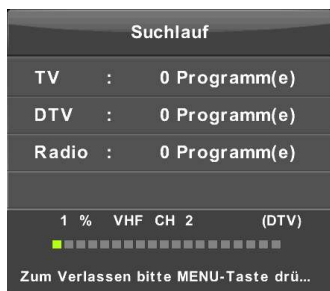 Suchlauf
TV : 0 Programm(e)
DTV : 0 Programm(e)
Radio : 0 Programm(e)
1 % VHF CH 2 (DTV)
Zum Verlassen bitte MENU-Taste drü...